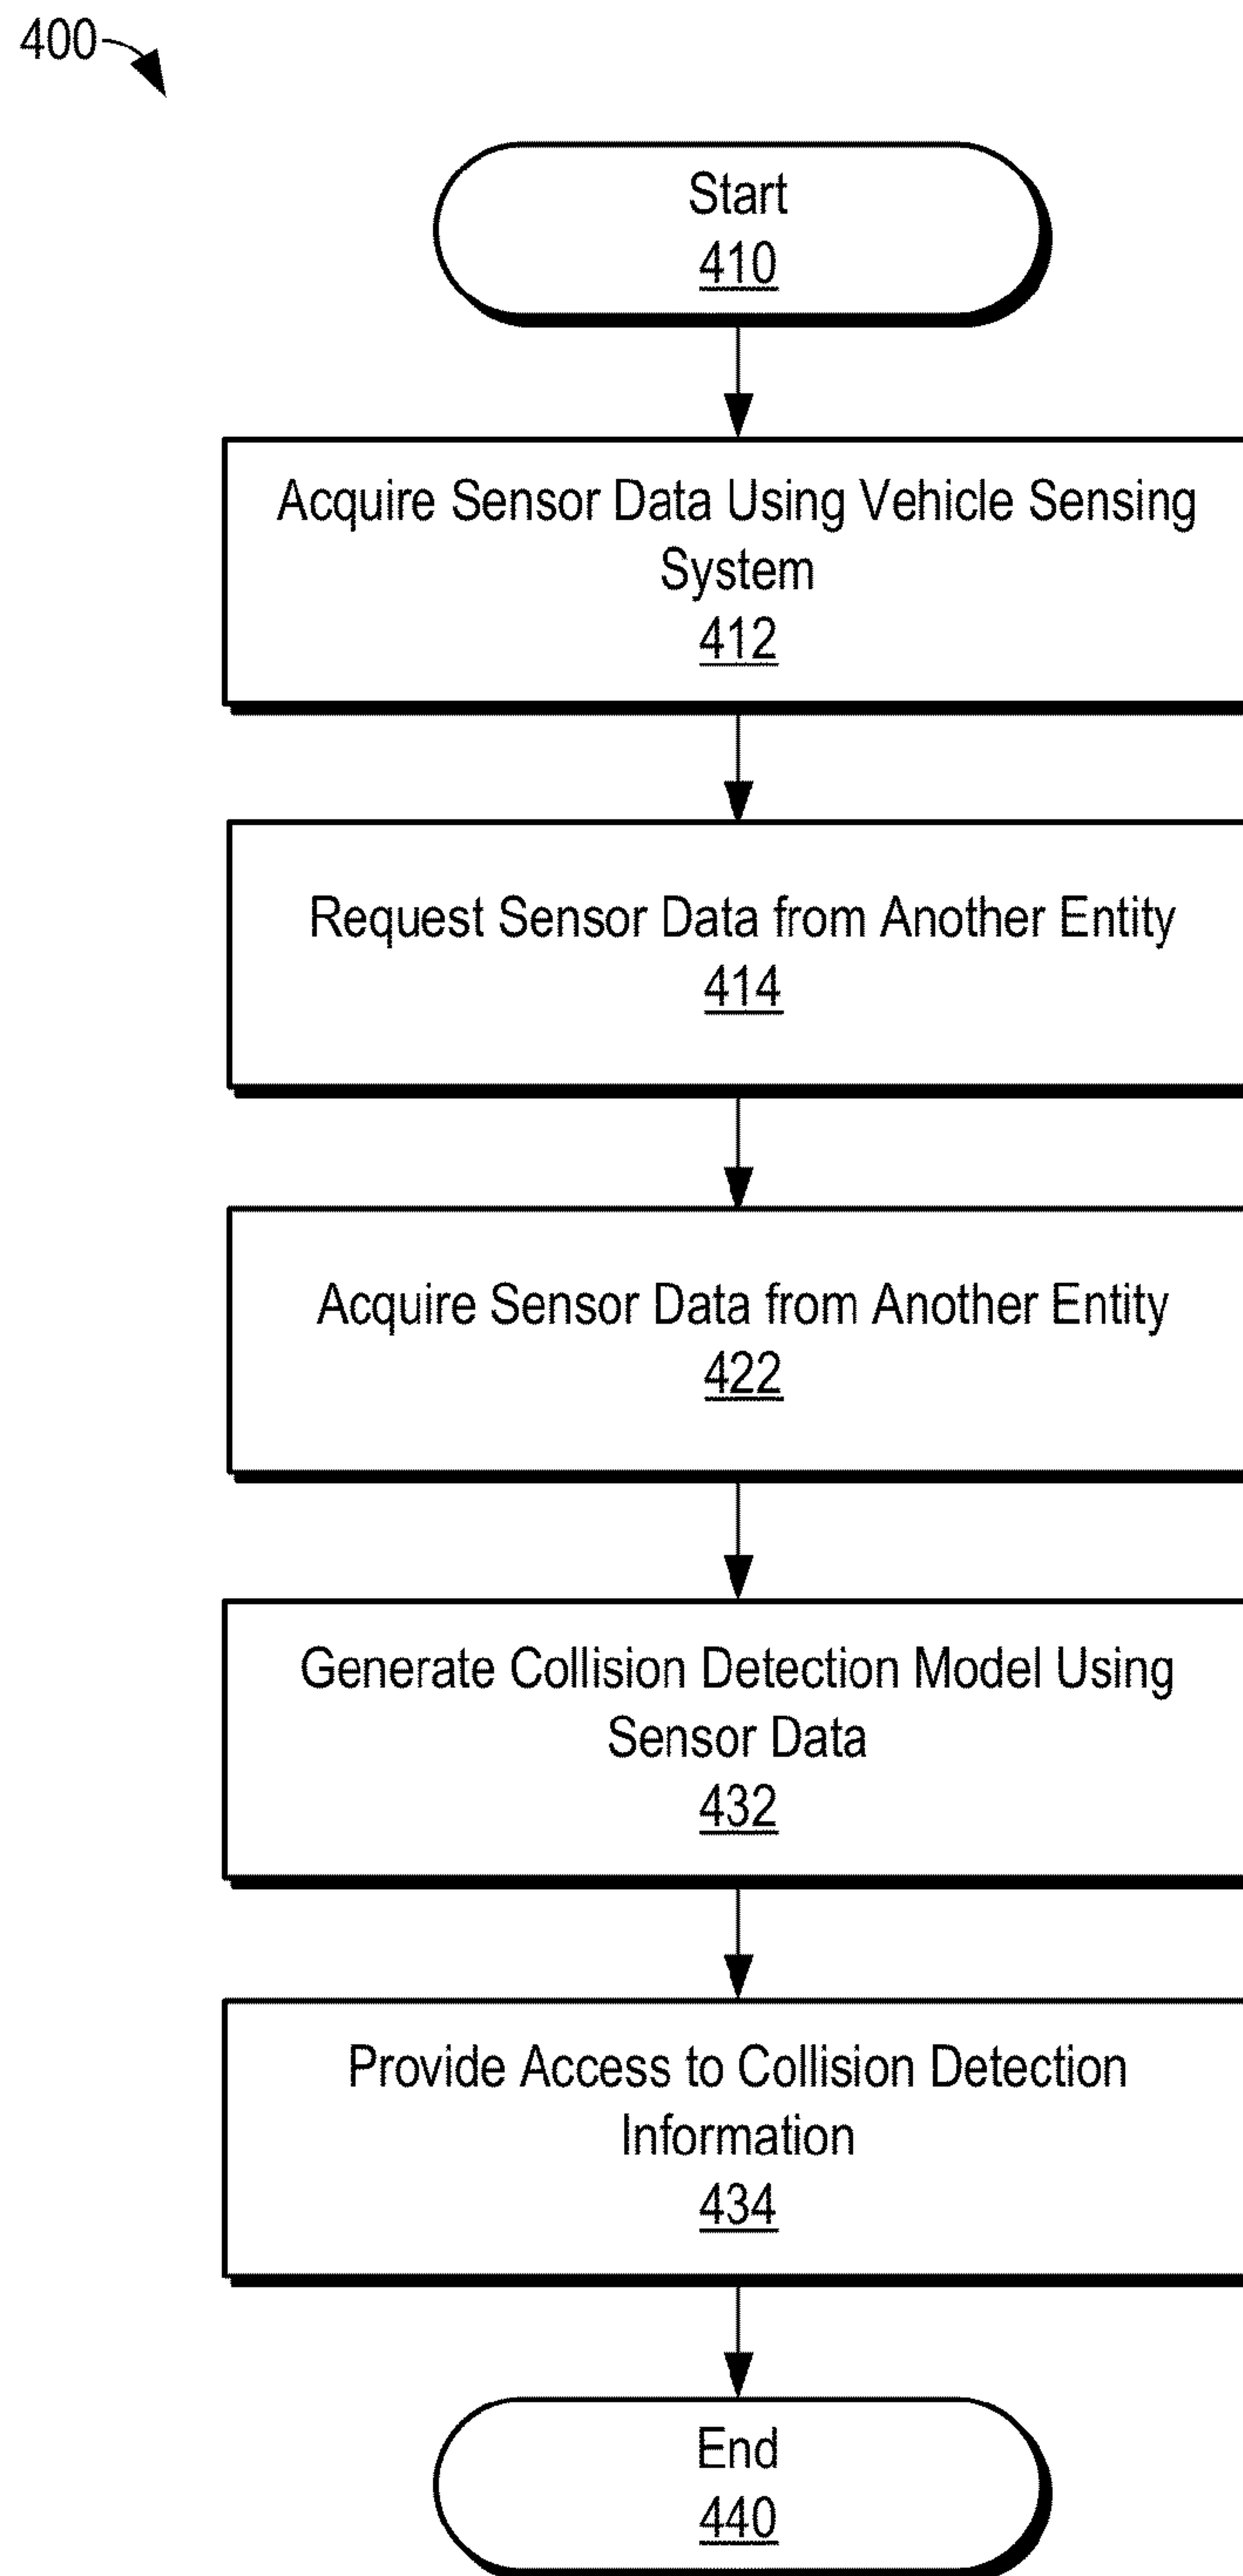 400
Start
410
Acquire Sensor Data Using Vehicle Sensing
System
412
Request Sensor Data from Another Entity
414
Acquire Sensor Data from Another Entity
422
Generate Collision Detection Model Using
Sensor Data
432
Provide Access to Collision Detection
Information
434
End
440